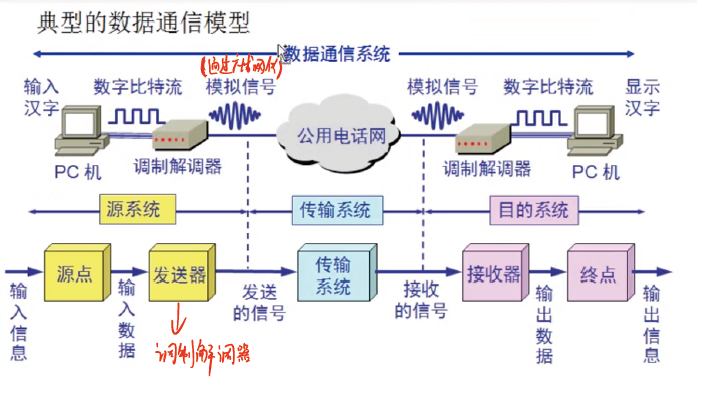 典型的数据通信模型
数据通信系统
输入汉字
数字比特流
模拟信号
公用电话网
模拟信号
数字比特流
显示汉字
PC 机
调制解调器
调制解调器
PC 机
源系统
传输系统
目的系统
源点
发送器
传输系统
接收器
终点
输入信息
输入数据
发送的信号
接收的信号
输出数据
输出信息
调制解调器